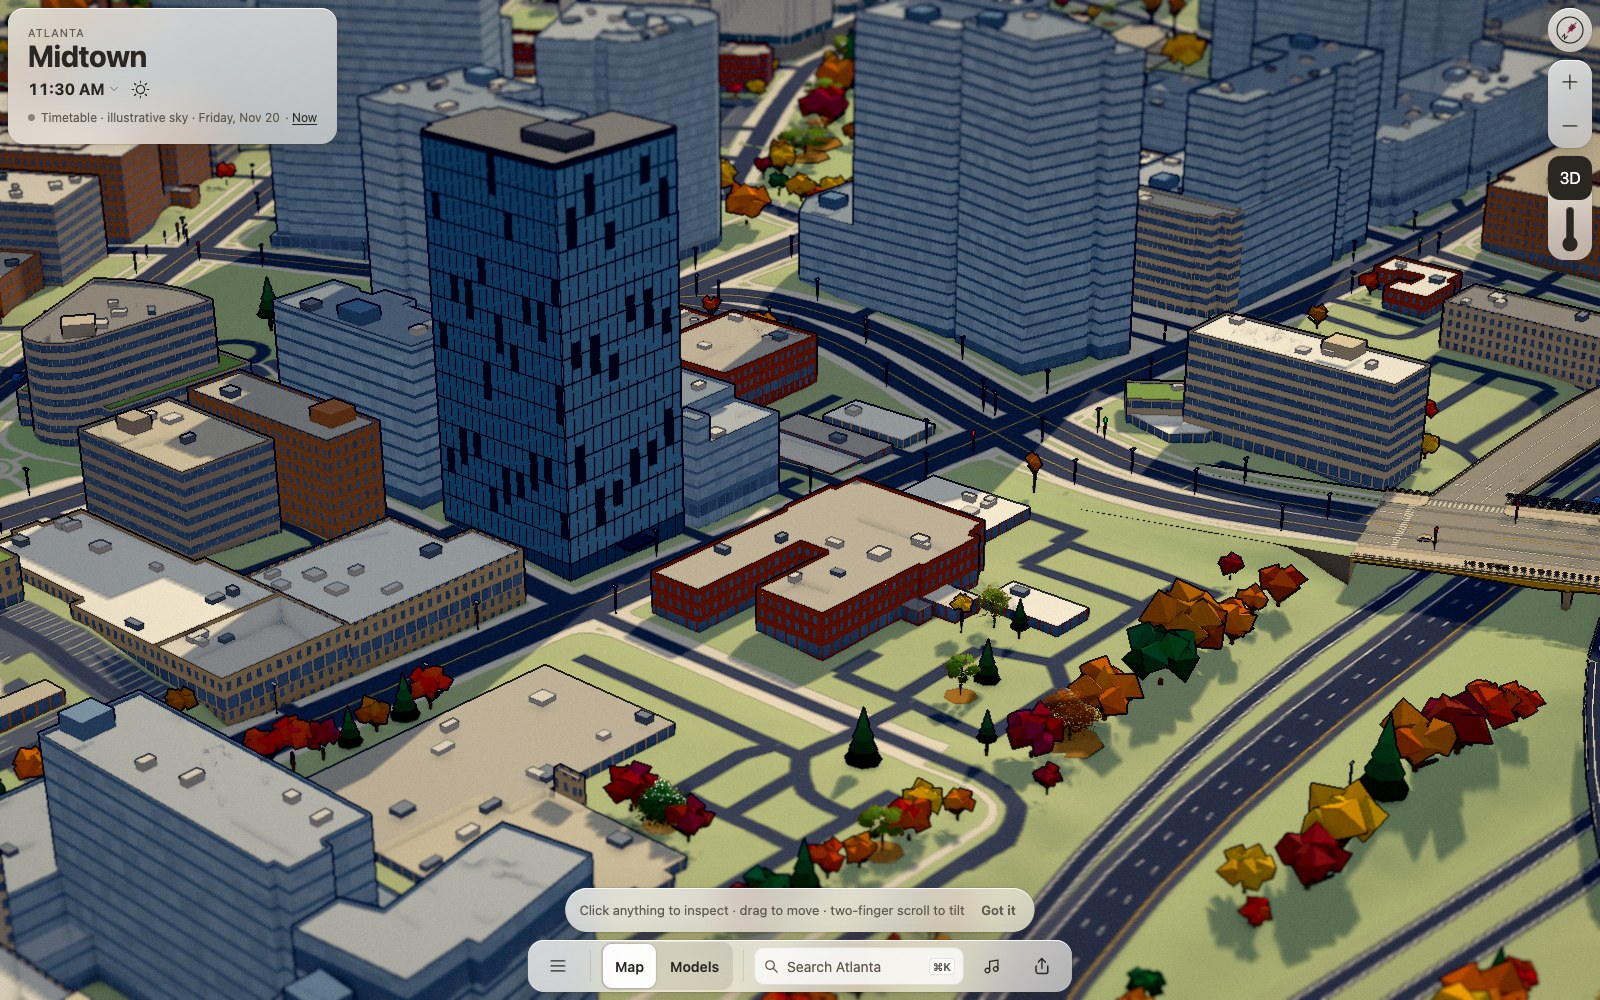 ATLANTA
Midtown
11:30 AM
Timetable · illustrative sky · Friday, Nov 20 · Now
3D
Click anything to inspect · drag to move · two-finger scroll to tilt Got it
Map Models Search Atlanta ⌘K